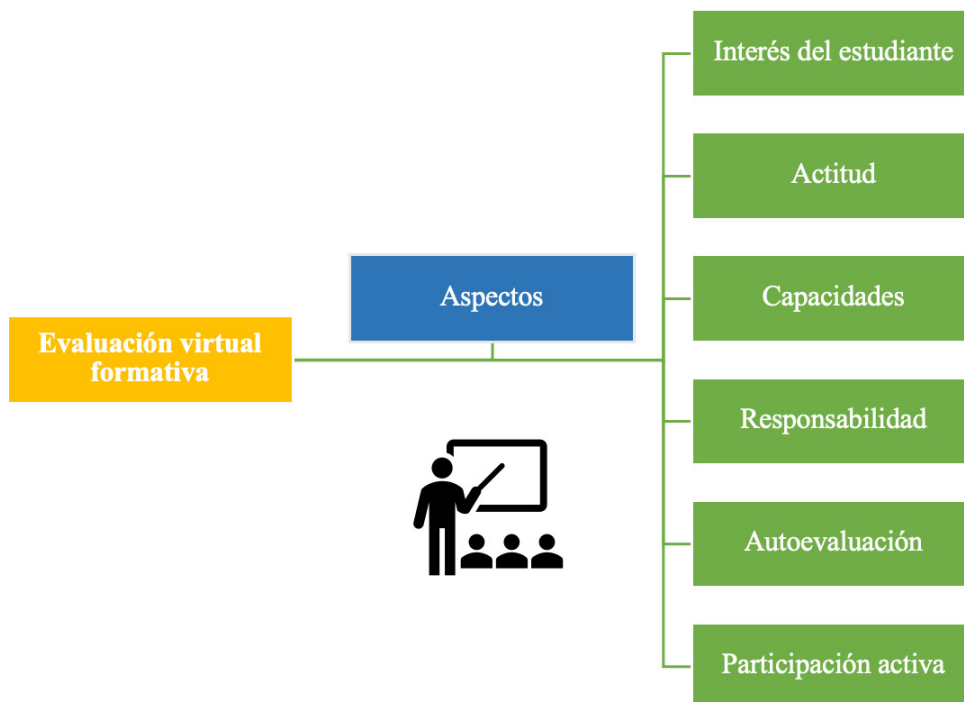 Evaluación virtual
formativa
Aspectos
Interés del estudiante
Actitud
Capacidades
Responsabilidad
Autoevaluación
Participación activa